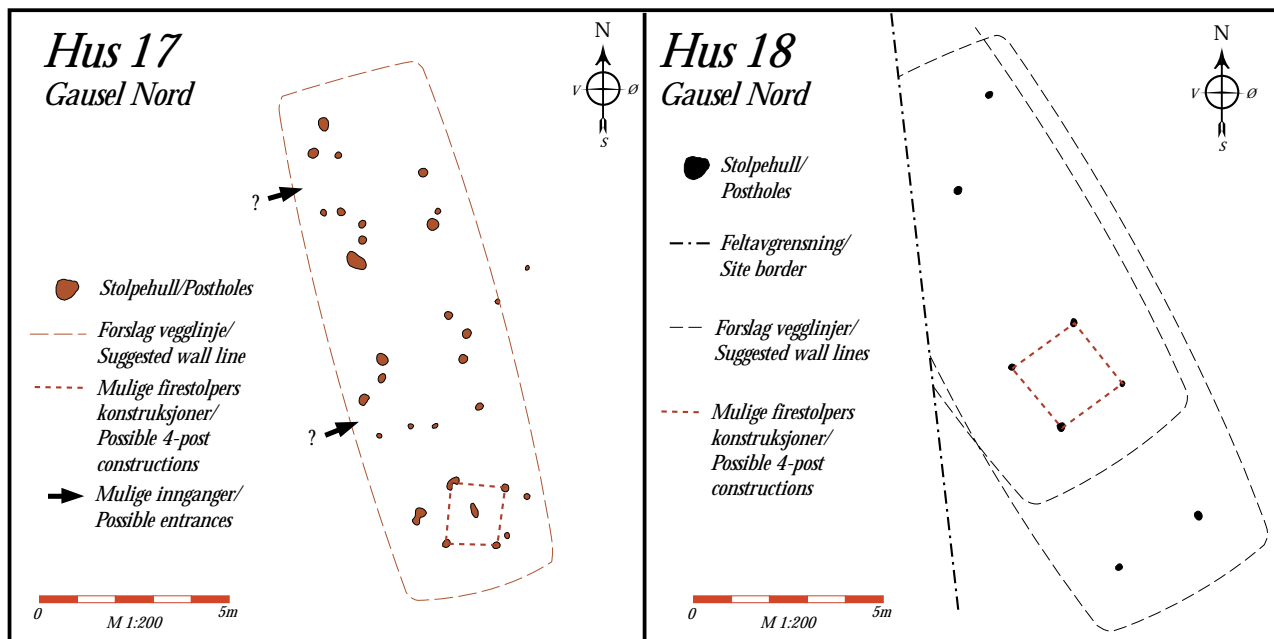 Hus 17
Gausel Nord
N
V Ø
S
?
Stolpehull/Postholes
Forslag vegglinje/
Suggested wall line
Mulige firestolpers
konstruksjoner/
Possible 4-post
constructions
?
Mulige innganger/
Possible entrances
0 5m
M 1:200
Hus 18
Gausel Nord
N
V Ø
S
Stolpehull/
Postholes
Feltavgrensning/
Site border
Forslag vegglinjer/
Suggested wall lines
Mulige firestolpers
konstruksjoner/
Possible 4-post
constructions
0 5m
M 1:200